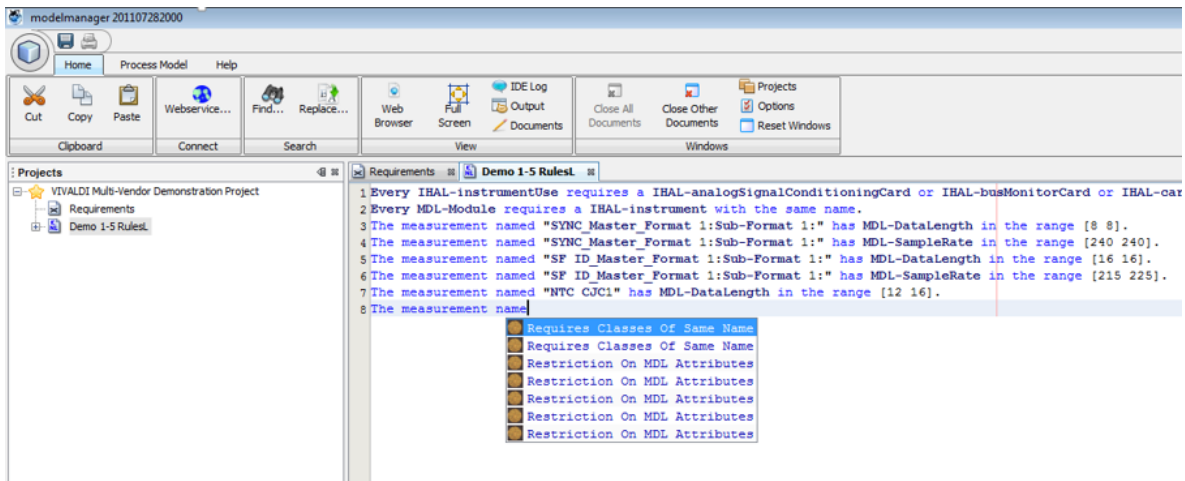 modelmanager 201107282000
Home Process Model Help
Cut Copy Paste Webservice... Find... Replace... Web Browser Full Screen IDE Log Output Documents Close All Documents Close Other Documents Projects Options Reset Windows
Clipboard Connect Search View Windows
Projects
VIVALDI Multi-Vendor Demonstration Project
Requirements
Demo 1-5 RulesL
Requirements Demo 1-5 RulesL
1 Every IHAL-instrumentUse requires a IHAL-analogSignalConditioningCard or IHAL-busMonitorCard or IHAL-car
2 Every MDL-Module requires a IHAL-instrument with the same name.
3 The measurement named "SYNC_Master_Format 1:Sub-Format 1:" has MDL-DataLength in the range [8 8].
4 The measurement named "SYNC_Master_Format 1:Sub-Format 1:" has MDL-SampleRate in the range [240 240].
5 The measurement named "SF ID_Master_Format 1:Sub-Format 1:" has MDL-DataLength in the range [16 16].
6 The measurement named "SF ID_Master_Format 1:Sub-Format 1:" has MDL-SampleRate in the range [215 225].
7 The measurement named "NTC CJC1" has MDL-DataLength in the range [12 16].
8 The measurement name
Requires Classes Of Same Name
Requires Classes Of Same Name
Restriction On MDL Attributes
Restriction On MDL Attributes
Restriction On MDL Attributes
Restriction On MDL Attributes
Restriction On MDL Attributes